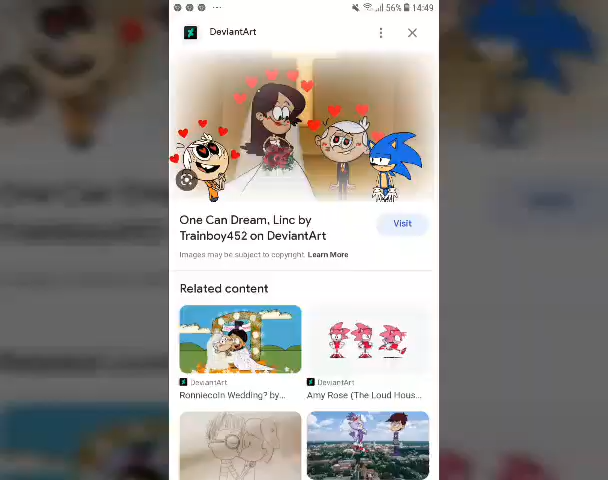 56% 14:49
DeviantArt
One Can Dream, Linc by
Trainboy452 on DeviantArt
Visit
Images may be subject to copyright. Learn More
Related content
DeviantArt
Ronniecoln Wedding? by...
DeviantArt
Amy Rose (The Loud Hous...